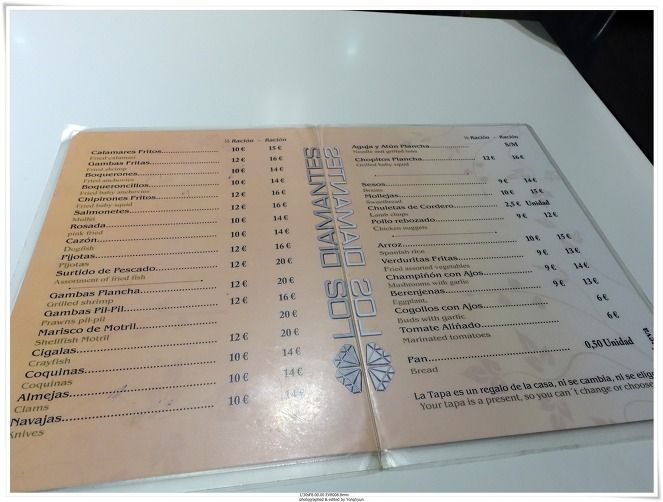 ½ Ración - Ración
Calamares Fritos 10 € 15 €
Fried calamari
Gambas Fritas 12 € 16 €
Fried shrimp
Boquerones 10 € 14 €
Fried anchovies
Boqueroncillos 10 € 14 €
Fried baby anchovies
Chipirones Fritos 12 € 16 €
Fried baby squid
Salmonetes 12 € 16 €
Mullet
Rosada 10 € 14 €
pink fried
Cazón 10 € 14 €
Dogfish
Pijotas 12 € 16 €
Pijotas
Surtido de Pescado 12 € 20 €
Assortment of fried fish
Gambas Plancha 12 € 20 €
Grilled shrimp
Gambas Pil-Pil 12 € 16 €
Prawns pil-pil
Marisco de Motril 20 €
Shellfish Motril
Cigalas 12 € 20 €
Crayfish
Coquinas 10 € 14 €
Coquinas
Almejas 10 € 14 €
Clams
Navajas 10 € 14 €
Knives
LOS DIAMANTES
LOS DIAMANTES
½ Ración - Ración
Aguja y Atún Plancha S/M
Needle and grilled tuna
Chopitos Plancha 12 € 16 €
Grilled baby squid
Sesos 9 € 14 €
Brains
Mollejas 10 € 15 €
Sweetbread
Chuletas de Cordero 2,5 € Unidad
Lamb chops
Pollo rebozado 9 € 12 €
Chicken nuggets
Arroz 10 € 15 €
Spanish rice
Verduritas Fritas 9 € 13 €
Fried assorted vegetables
Champiñón con Ajos 9 € 14 €
Mushrooms with garlic
Berenjenas 9 € 13 €
Eggplant
Cogollos con Ajos 6 €
Buds with garlic
Tomate Aliñado 6 €
Marinated tomatoes
Pan 0,50 Unidad
Bread
La Tapa es un regalo de la casa, ni se cambia, ni se elige
Your tapa is a present, so you can't change or choose
photographed & edited by Yonghyun